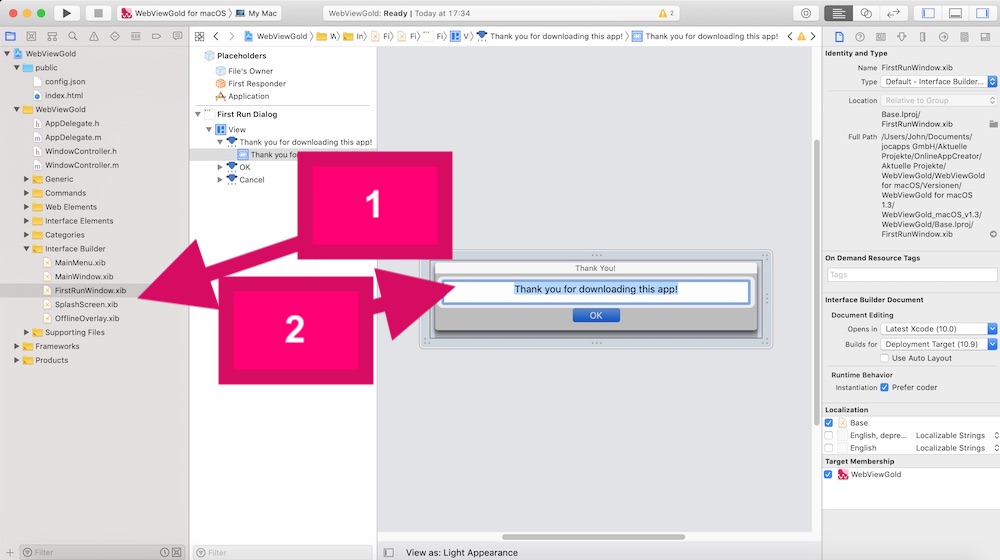 WebViewGold for macOS
My Mac
WebViewGold: Ready | Today at 17:34
2
WebViewGold
W
In
Fi
Fi
Fi
V
Thank you for downloading this app!
Thank you for downloading this app!
WebViewGold
public
config.json
index.html
WebViewGold
AppDelegate.h
AppDelegate.m
WindowController.h
WindowController.m
Generic
Commands
Web Elements
Interface Elements
Categories
Interface Builder
MainMenu.xib
MainWindow.xib
FirstRunWindow.xib
SplashScreen.xib
OfflineOverlay.xib
Supporting Files
Frameworks
Products
Filter
Placeholders
File's Owner
First Responder
Application
First Run Dialog
View
Thank you for downloading this app!
Thank you fo
OK
Cancel
Filter
1
2
Thank You!
Thank you for downloading this app!
OK
View as: Light Appearance
Identity and Type
Name FirstRunWindow.xib
Type Default - Interface Builder...
Location Relative to Group
Base.lproj/
FirstRunWindow.xib
Full Path /Users/John/Documents/
jocapps GmbH/Aktuelle
Projekte/OnlineAppCreator/
Aktuelle Projekte/
WebViewGold/WebViewGold
for macOS/Versionen/
WebViewGold for macOS
1.3/
WebViewGold_macOS_v1.3/
WebViewGold/Base.lproj/
FirstRunWindow.xib
On Demand Resource Tags
Tags
Interface Builder Document
Document Editing
Opens in Latest Xcode (10.0)
Builds for Deployment Target (10.9)
Use Auto Layout
Runtime Behavior
Instantiation Prefer coder
Localization
Base
English, depre... Localizable Strings
English Localizable Strings
Target Membership
WebViewGold